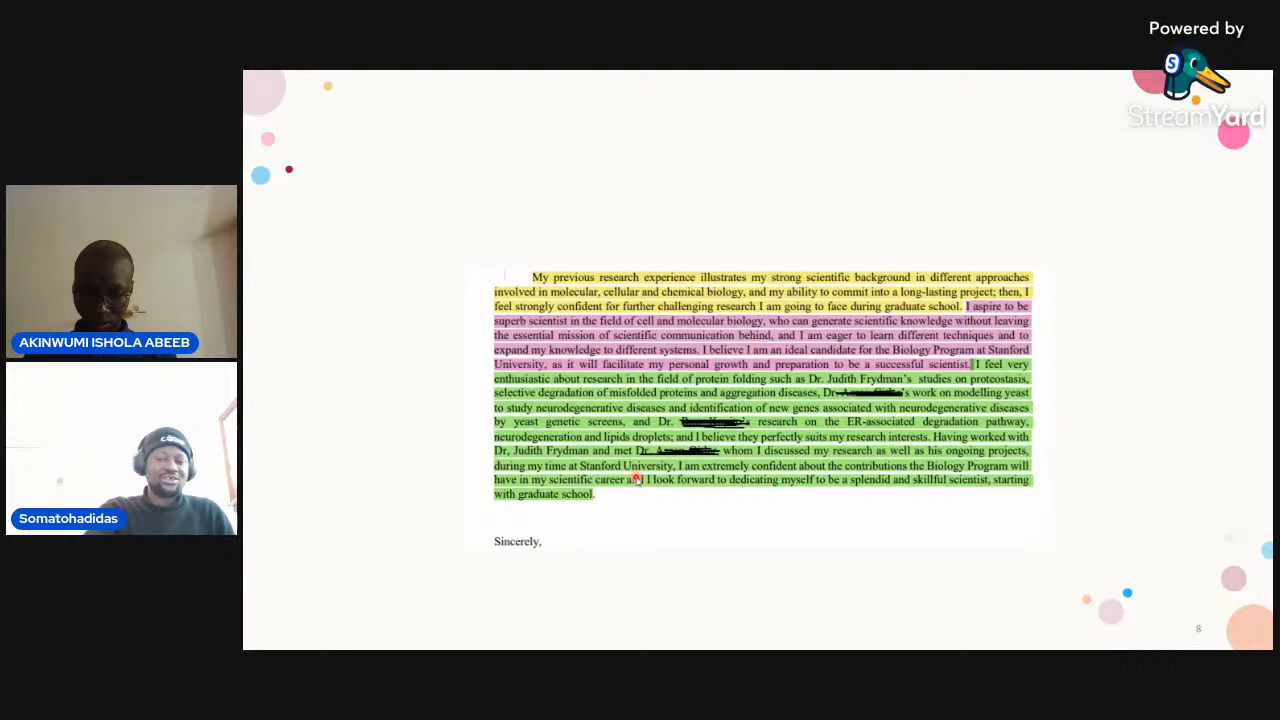 Powered by
StreamYard
AKINWUMI ISHOLA ABEEB
Somatohadidas
My previous research experience illustrates my strong scientific background in different approaches
involved in molecular, cellular and chemical biology, and my ability to commit into a long-lasting project; then, I
feel strongly confident for further challenging research I am going to face during graduate school. I aspire to be
superb scientist in the field of cell and molecular biology, who can generate scientific knowledge without leaving
the essential mission of scientific communication behind, and I am eager to learn different techniques and to
expand my knowledge to different systems. I believe I am an ideal candidate for the Biology Program at Stanford
University, as it will facilitate my personal growth and preparation to be a successful scientist. I feel very
enthusiastic about research in the field of protein folding such as Dr. Judith Frydman's studies on proteostasis,
selective degradation of misfolded proteins and aggregation diseases, Dr. 's work on modelling yeast
to study neurodegenerative diseases and identification of new genes associated with neurodegenerative diseases
by yeast genetic screens, and Dr. research on the ER-associated degradation pathway,
neurodegeneration and lipids droplets; and I believe they perfectly suits my research interests. Having worked with
Dr, Judith Frydman and met Dr. whom I discussed my research as well as his ongoing projects,
during my time at Stanford University, I am extremely confident about the contributions the Biology Program will
have in my scientific career and I look forward to dedicating myself to be a splendid and skillful scientist, starting
with graduate school.
Sincerely,
8